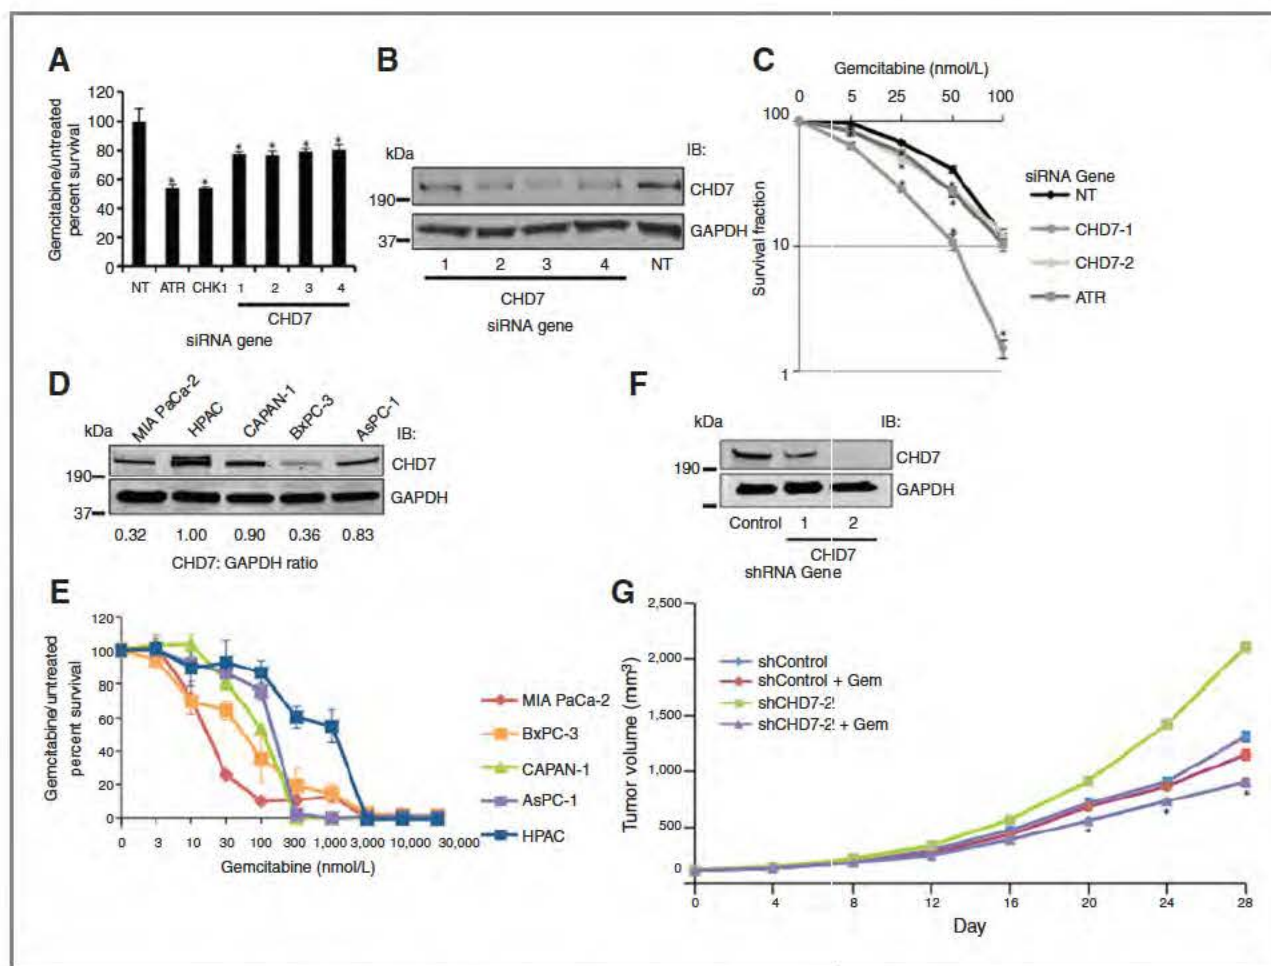 A
Gemcitabine/untreated
percent survival
120
100
80
60
40
20
0
* * * * * *
NT ATR CHK1 1 2 3 4
CHD7
siRNA gene
B
kDa
IB:
190
CHD7
37
GAPDH
1 2 3 4 NT
CHD7
siRNA gene
C
Gemcitabine (nmol/L)
0 5 25 50 100
Survival fraction
100
10
1
* * * * *
siRNA Gene
NT
CHD7-1
CHD7-2
ATR
D
MIA PaCa-2 HPAC CAPAN-1 BxPC-3 AsPC-1
kDa
IB:
CHD7
190
GAPDH
37
0.32 1.00 0.90 0.36 0.83
CHD7: GAPDH ratio
E
Gemcitabine/untreated
percent survival
120
100
80
60
40
20
0
0 3 10 30 100 300 1,000 3,000 10,000 30,000
Gemcitabine (nmol/L)
MIA PaCa-2
BxPC-3
CAPAN-1
AsPC-1
HPAC
F
kDa
IB:
CHD7
190
GAPDH
Control 1 2
CHD7
shRNA Gene
G
Tumor volume (mm3)
2,500
2,000
1,500
1,000
500
0
shControl
shControl + Gem
shCHD7-2
shCHD7-2 + Gem
* * *
0 4 8 12 16 20 24 28
Day